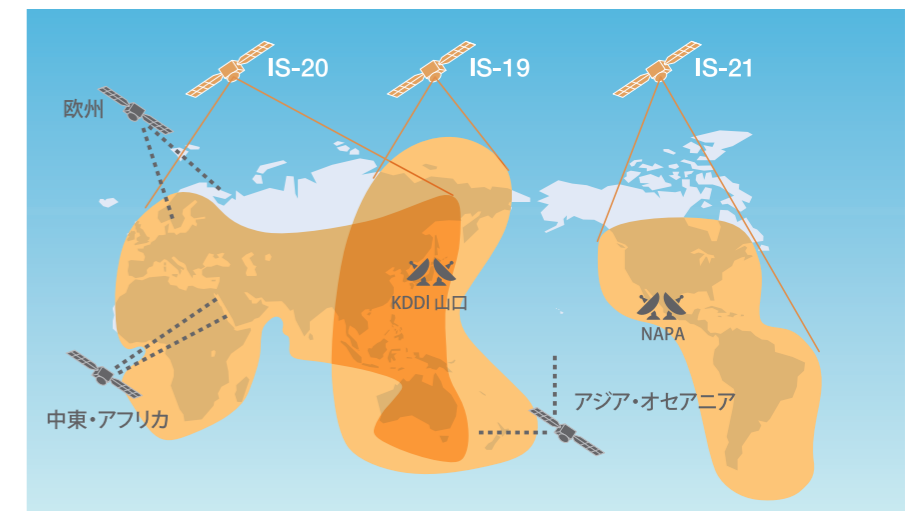 IS-20
IS-19
IS-21
欧州
KDDI 山口
NAPA
中東・アフリカ
アジア・オセアニア